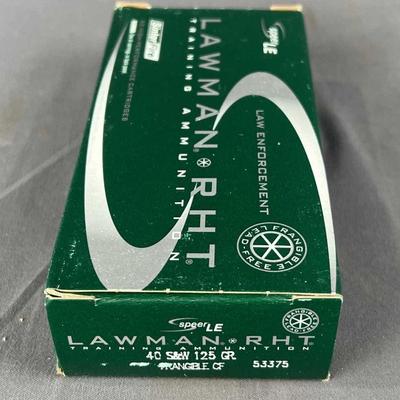 speer LE
LAWMAN RHT
TRAINING AMMUNITION
LAW ENFORCEMENT
LEAD-FREE FRANGIBLE
speer LE
LAWMAN RHT
TRAINING AMMUNITION
40 S&W 125 GR.
FRANGIBLE CF 53375